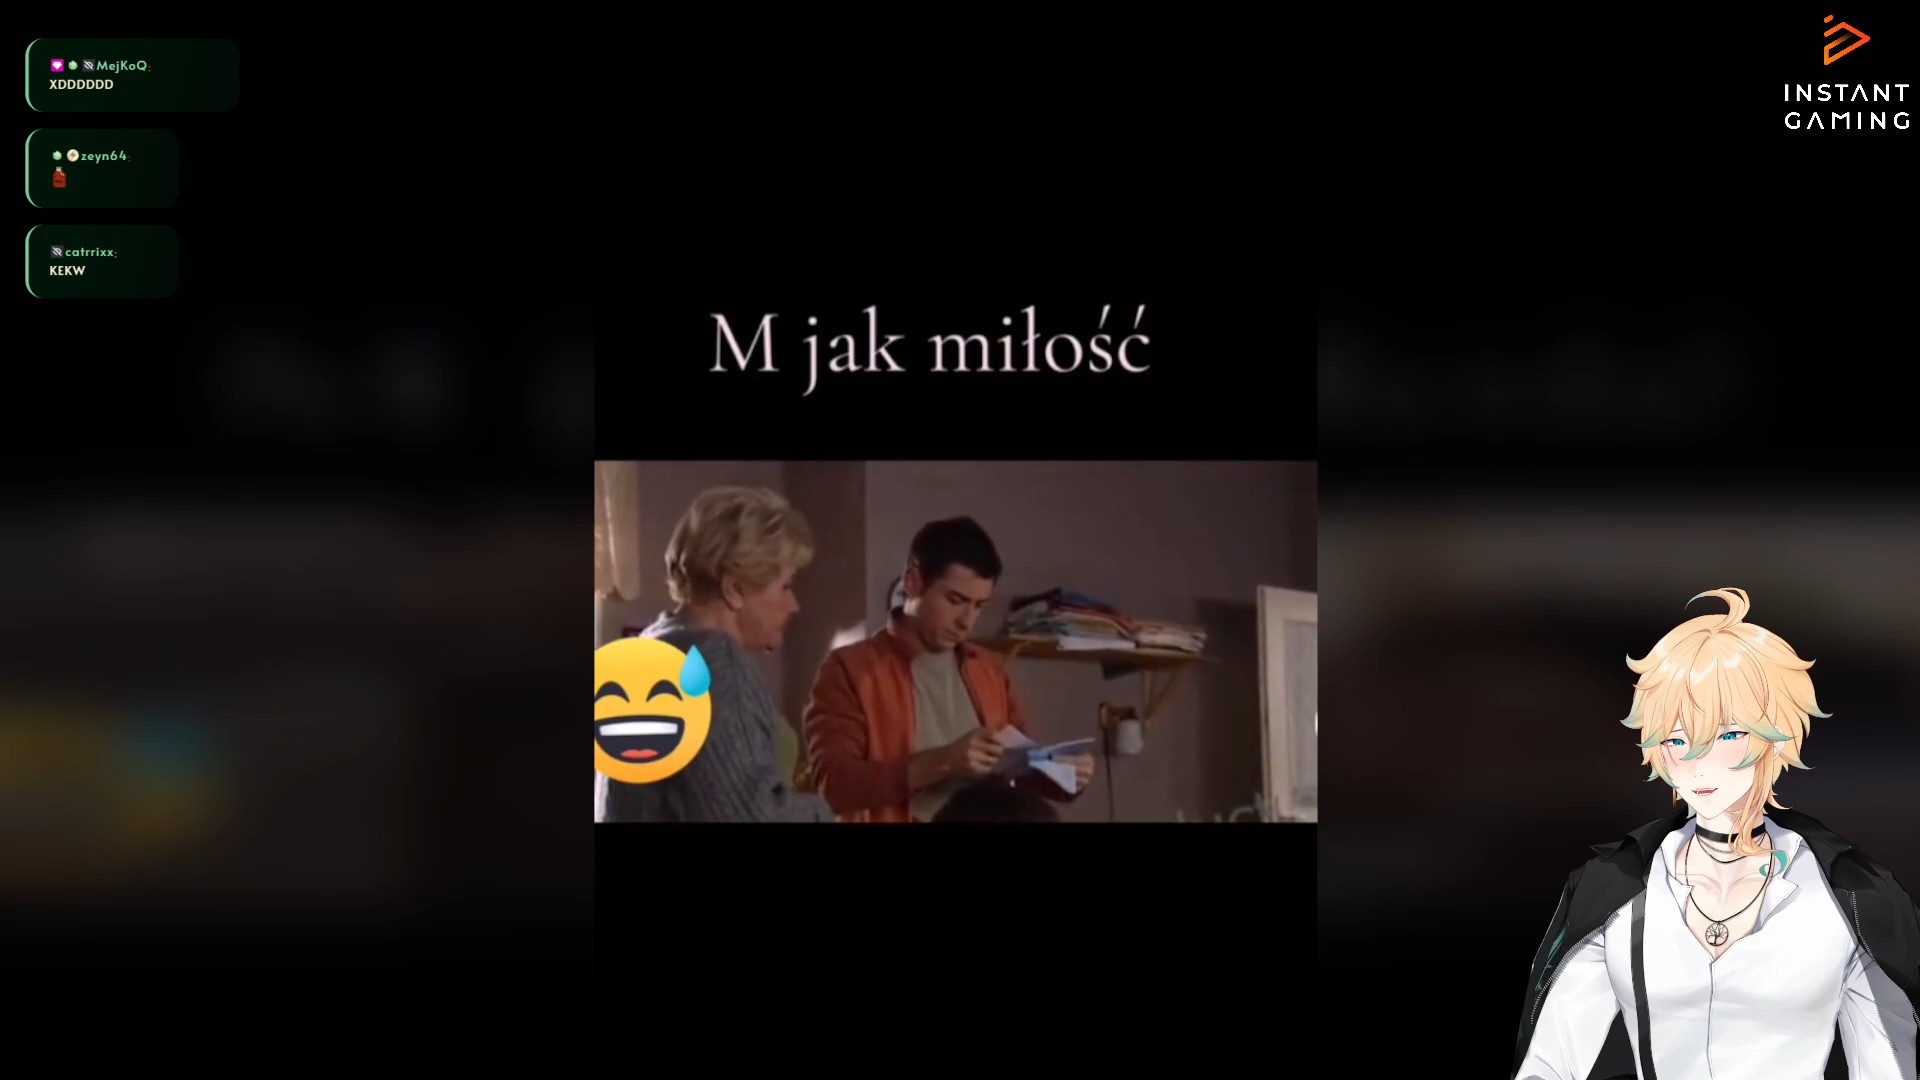 MejKoQ:
XDDDDDD
zeyn64:
catrrixx:
KEKW
INSTANT
GAMING
M jak miłość